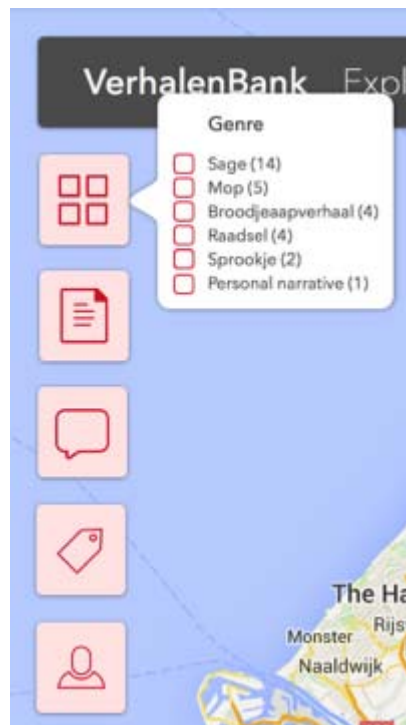 VerhalenBank Expl
Genre
Sage (14)
Mop (5)
Broodjeaapverhaal (4)
Raadsel (4)
Sprookje (2)
Personal narrative (1)
The Ha
Rijs
Monster
Naaldwijk